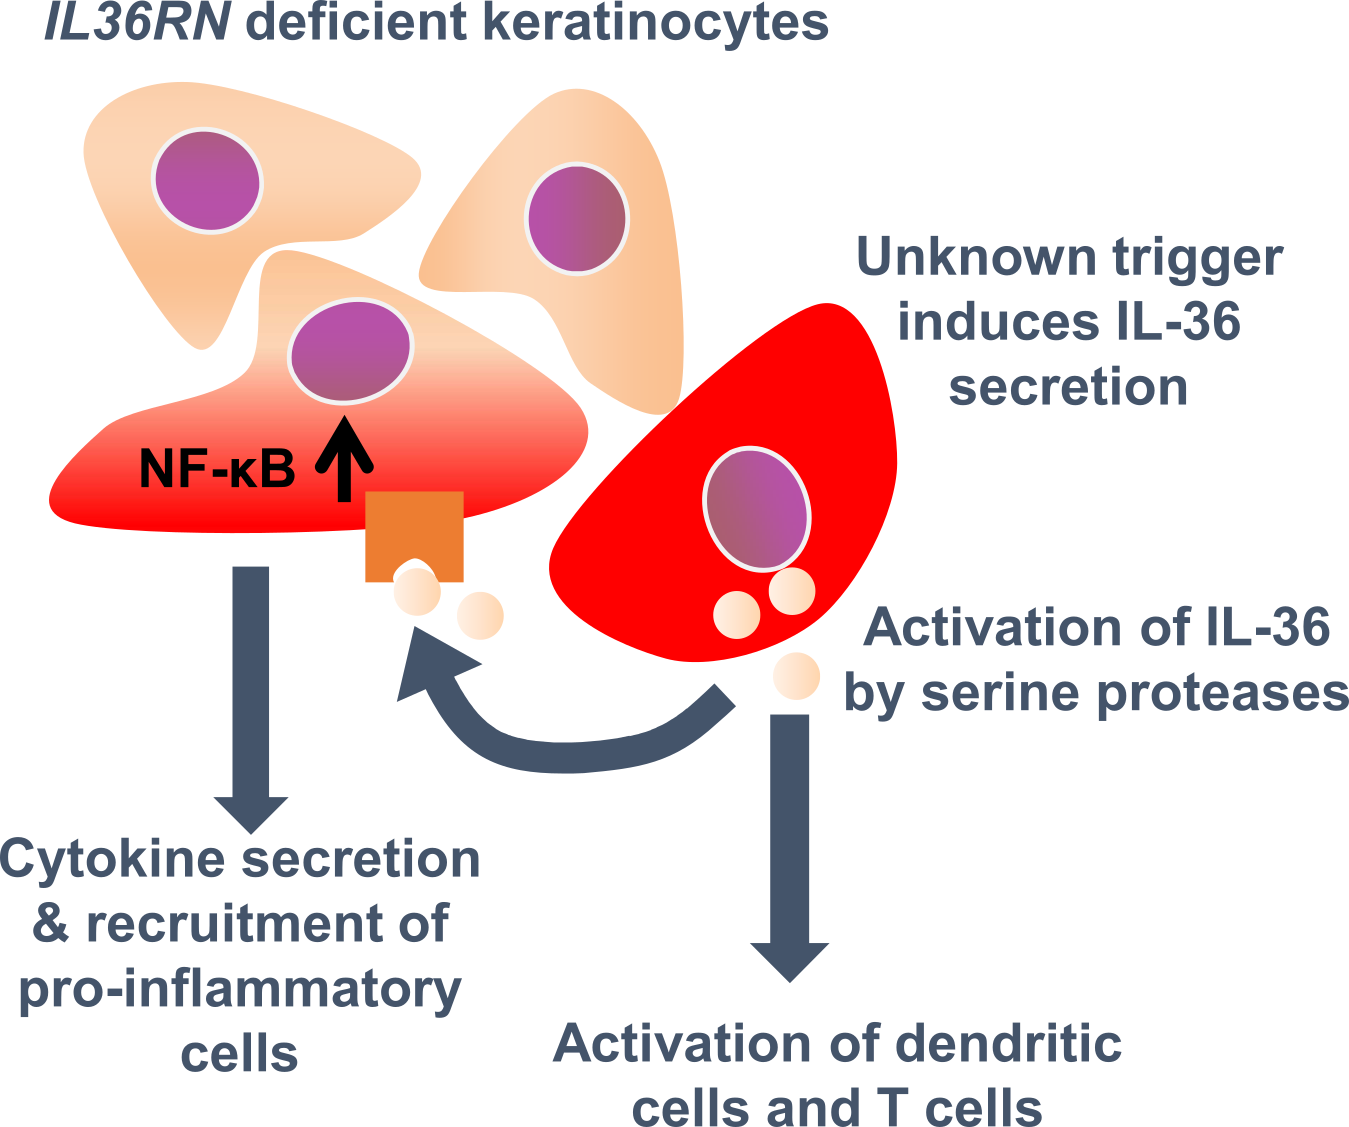 IL36RN deficient keratinocytes
Unknown trigger
induces IL-36
secretion
NF-κB
Activation of IL-36
by serine proteases
Cytokine secretion
& recruitment of
pro-inflammatory
cells
Activation of dendritic
cells and T cells